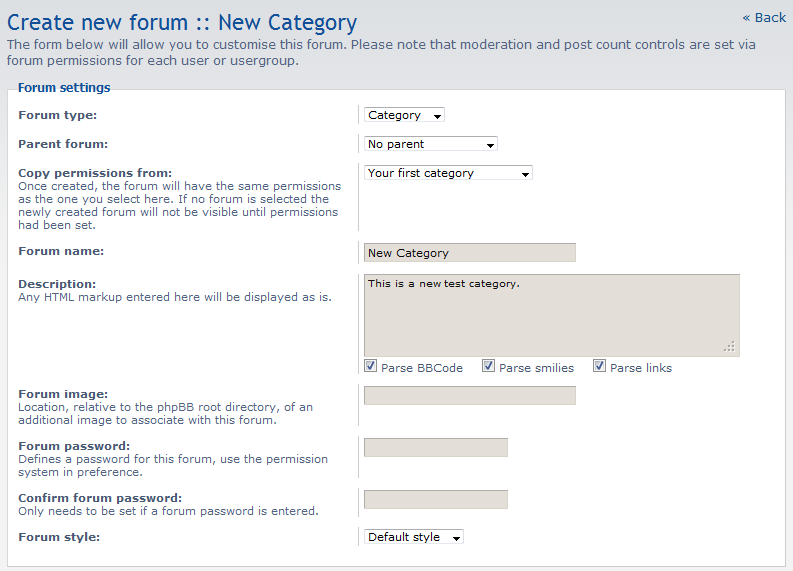 Create new forum :: New Category
« Back
The form below will allow you to customise this forum. Please note that moderation and post count controls are set via
forum permissions for each user or usergroup.
Forum settings
Forum type:
Category
Parent forum:
No parent
Copy permissions from:
Your first category
Once created, the forum will have the same permissions
as the one you select here. If no forum is selected the
newly created forum will not be visible until permissions
had been set.
Forum name:
New Category
Description:
This is a new test category.
Any HTML markup entered here will be displayed as is.
Parse BBCode Parse smilies Parse links
Forum image:
Location, relative to the phpBB root directory, of an
additional image to associate with this forum.
Forum password:
Defines a password for this forum, use the permission
system in preference.
Confirm forum password:
Only needs to be set if a forum password is entered.
Forum style:
Default style